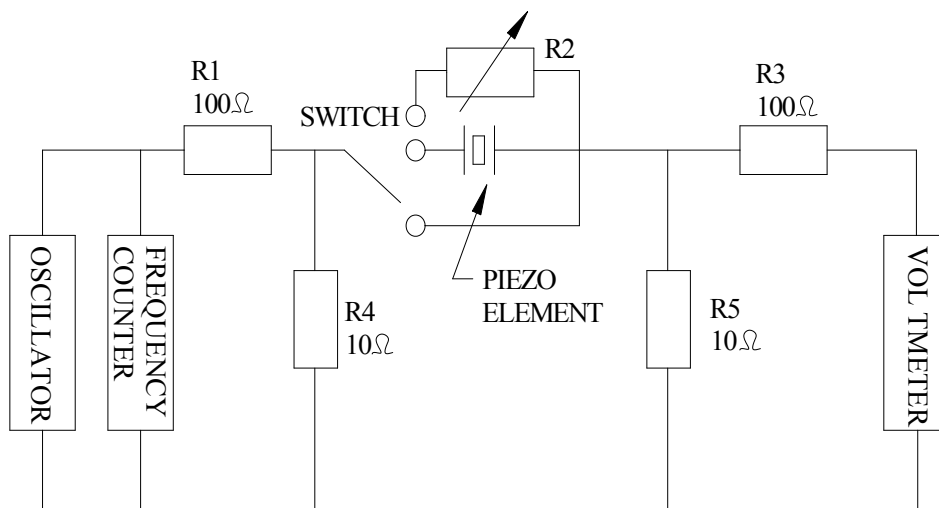 R1
100Ω
SWITCH
R2
R3
100Ω
OSCILLATOR
FREQUENCY
COUNTER
R4
10Ω
PIEZO
ELEMENT
R5
10Ω
VOL TMETER